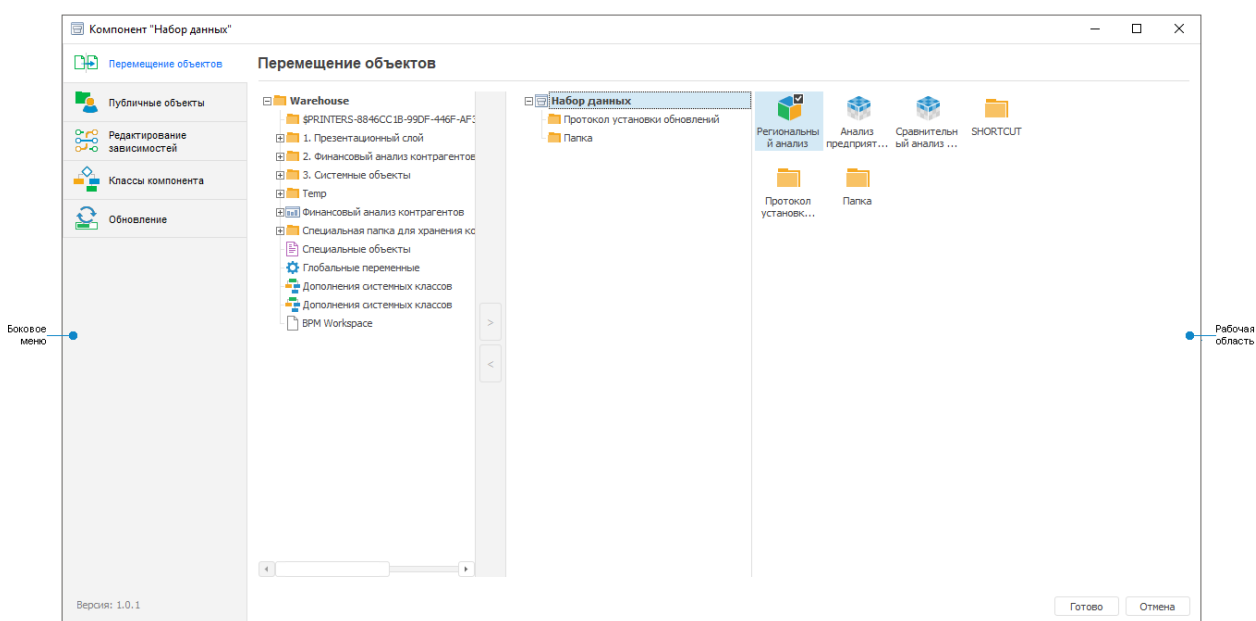 Компонент "Набор данных"
Перемещение объектов
Публичные объекты
Редактирование
зависимостей
Классы компонента
Обновление
Версия: 1.0.1
Боковое
меню
Перемещение объектов
Warehouse
$PRINTERS-8846CC1B-99DF-446F-AF3
1. Презентационный слой
2. Финансовый анализ контрагентов
3. Системные объекты
Temp
Финансовый анализ контрагентов
Специальная папка для хранения ко
Специальные объекты
Глобальные переменные
Дополнения системных классов
Дополнения системных классов
BPM Workspace
>
<
Набор данных
Протокол установки обновлений
Папка
Региональны
й анализ
Анализ
предприят...
Сравнительн
ый анализ ...
SHORTCUT
Протокол
установк...
Папка
Рабочая
область
Готово
Отмена